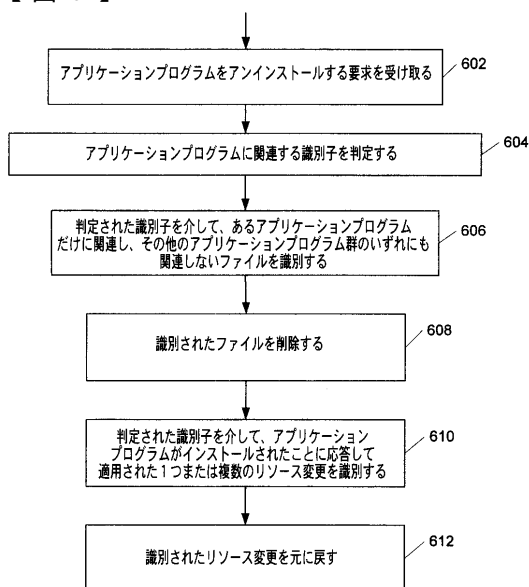 アプリケーションプログラムをアンインストールする要求を受け取る
602
アプリケーションプログラムに関連する識別子を判定する
604
判定された識別子を介して、あるアプリケーションプログラム
だけに関連し、その他のアプリケーションプログラム群のいずれにも
関連しないファイルを識別する
606
識別されたファイルを削除する
608
判定された識別子を介して、アプリケーション
プログラムがインストールされたことに応答して
適用された1つまたは複数のリソース変更を識別する
610
識別されたリソース変更を元に戻す
612